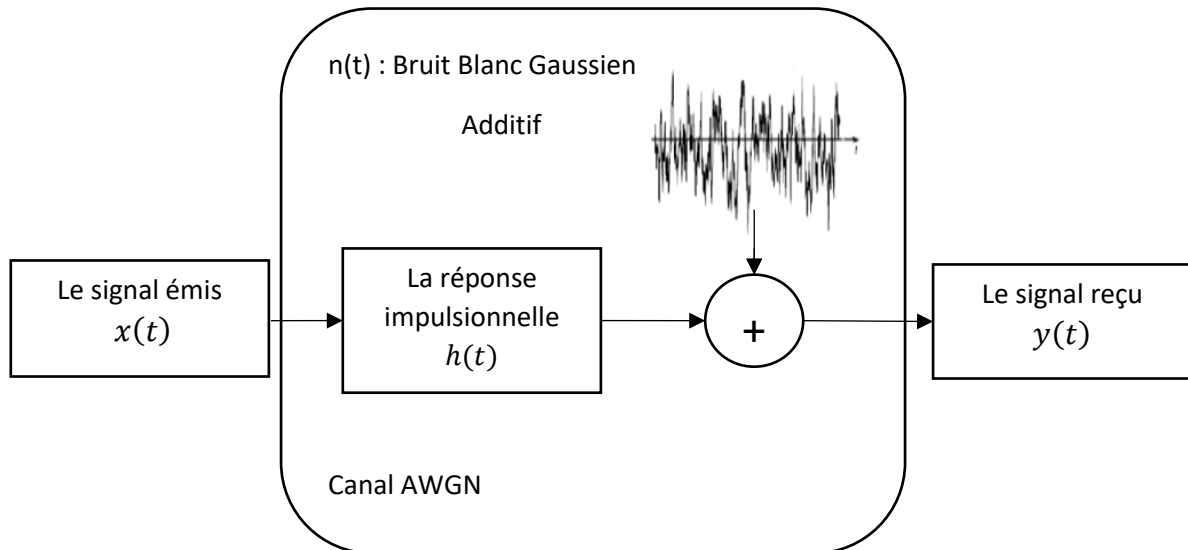 n(t) : Bruit Blanc Gaussien
Additif
t
Le signal émis
x(t)
La réponse
impulsionnelle
h(t)
+
Le signal reçu
y(t)
Canal AWGN